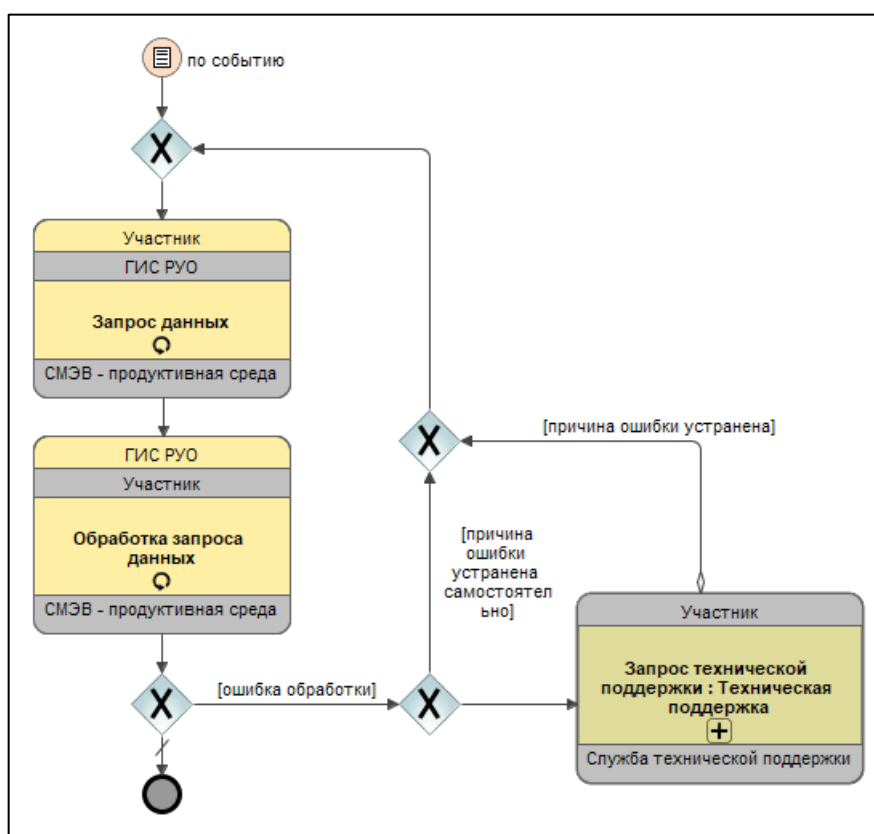 по событию
Участник
ГИС РУО
Запрос данных
СМЭВ - продуктивная среда
ГИС РУО
Участник
Обработка запроса
данных
СМЭВ - продуктивная среда
[ошибка обработки]
[причина
ошибки
устранена
самостоятел
ьно]
[причина ошибки устранена]
Участник
Запрос технической
поддержки : Техническая
поддержка
Служба технической поддержки